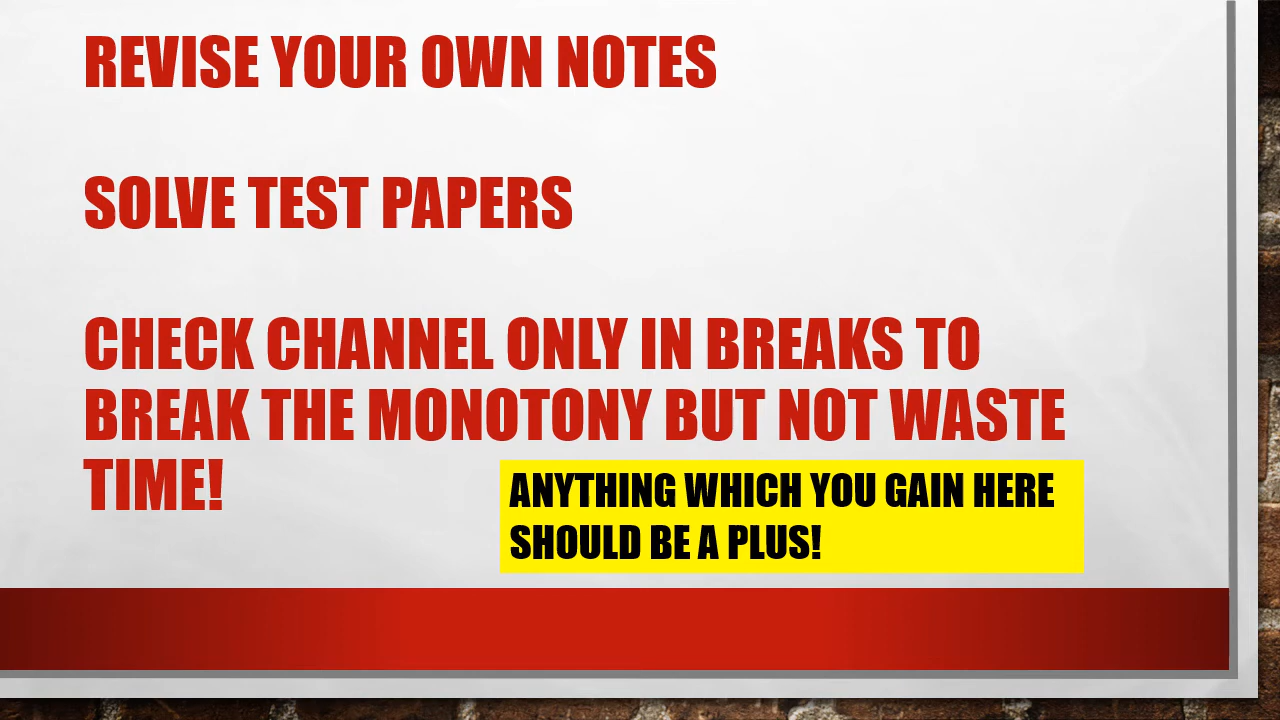 REVISE YOUR OWN NOTES
SOLVE TEST PAPERS
CHECK CHANNEL ONLY IN BREAKS TO
BREAK THE MONOTONY BUT NOT WASTE
TIME!
ANYTHING WHICH YOU GAIN HERE
SHOULD BE A PLUS!